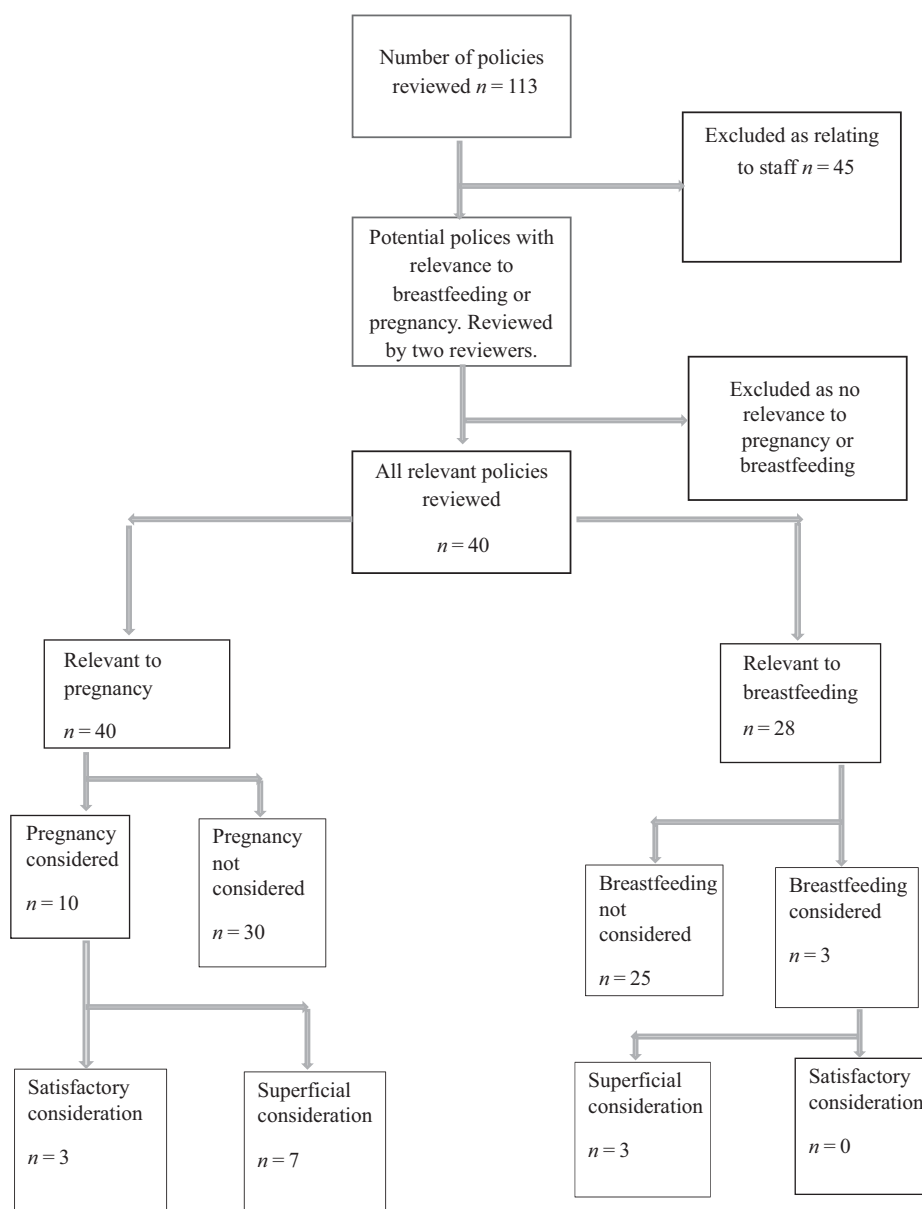 Number of policies
reviewed n = 113
Excluded as relating
to staff n = 45
Potential polices with
relevance to
breastfeeding or
pregnancy. Reviewed
by two reviewers.
Excluded as no
relevance to
pregnancy or
breastfeeding
All relevant policies
reviewed
n = 40
Relevant to
pregnancy
n = 40
Relevant to
breastfeeding
n = 28
Pregnancy
considered
n = 10
Pregnancy
not
considered
n = 30
Breastfeeding
not
considered
n = 25
Breastfeeding
considered
n = 3
Satisfactory
consideration
n = 3
Superficial
consideration
n = 7
Superficial
consideration
n = 3
Satisfactory
consideration
n = 0